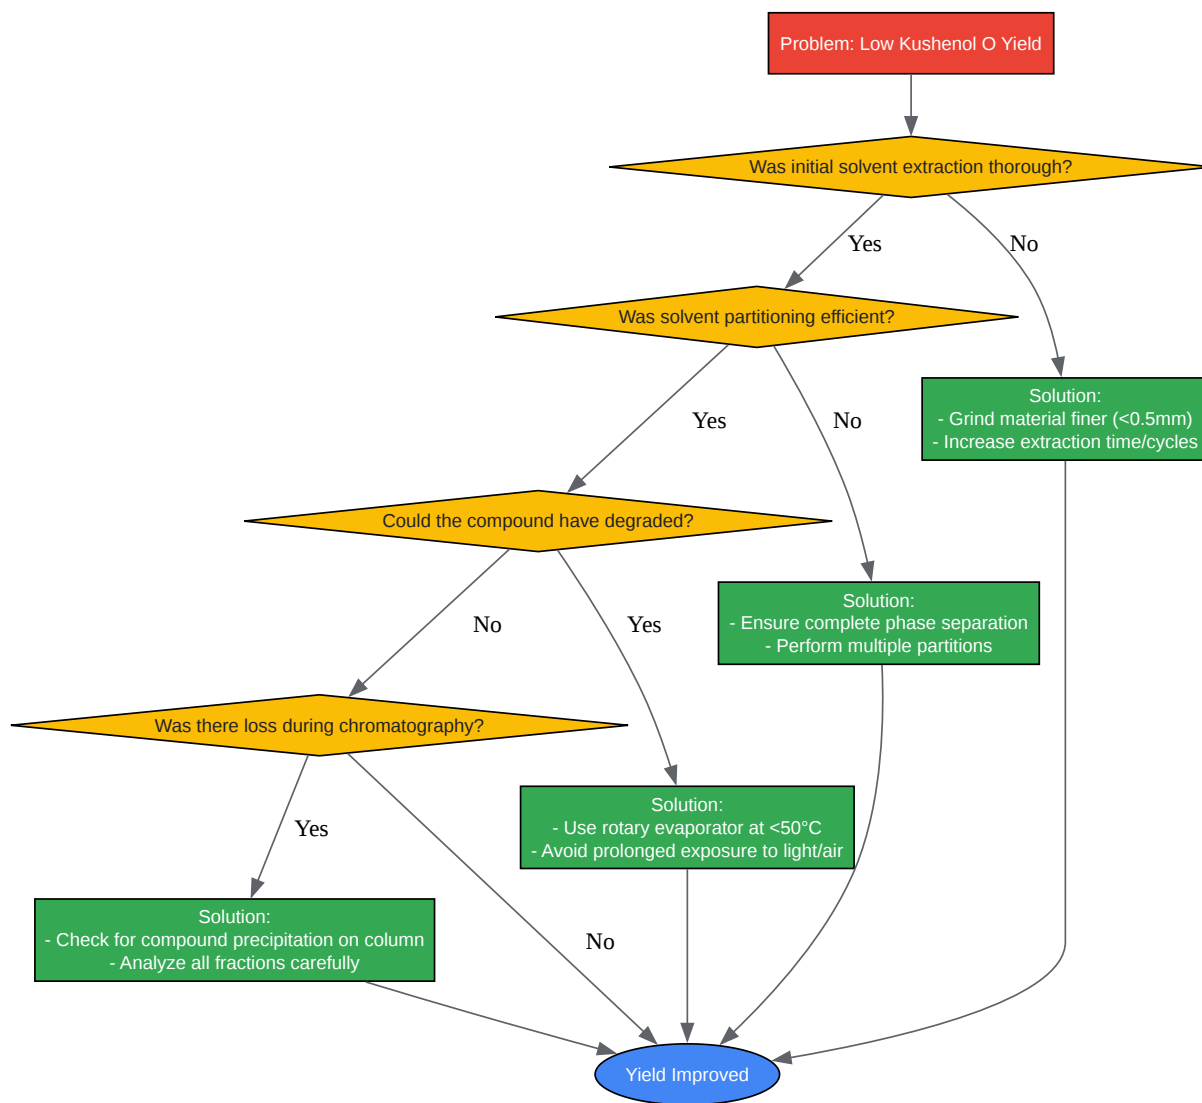 Problem: Low Kushenol O Yield
Was initial solvent extraction thorough?
Yes
No
Was solvent partitioning efficient?
Solution:
- Grind material finer (<0.5mm)
- Increase extraction time/cycles
Yes
No
Could the compound have degraded?
Solution:
- Ensure complete phase separation
- Perform multiple partitions
No
Yes
Was there loss during chromatography?
Solution:
- Use rotary evaporator at <50°C
- Avoid prolonged exposure to light/air
Yes
No
Solution:
- Check for compound precipitation on column
- Analyze all fractions carefully
Yield Improved